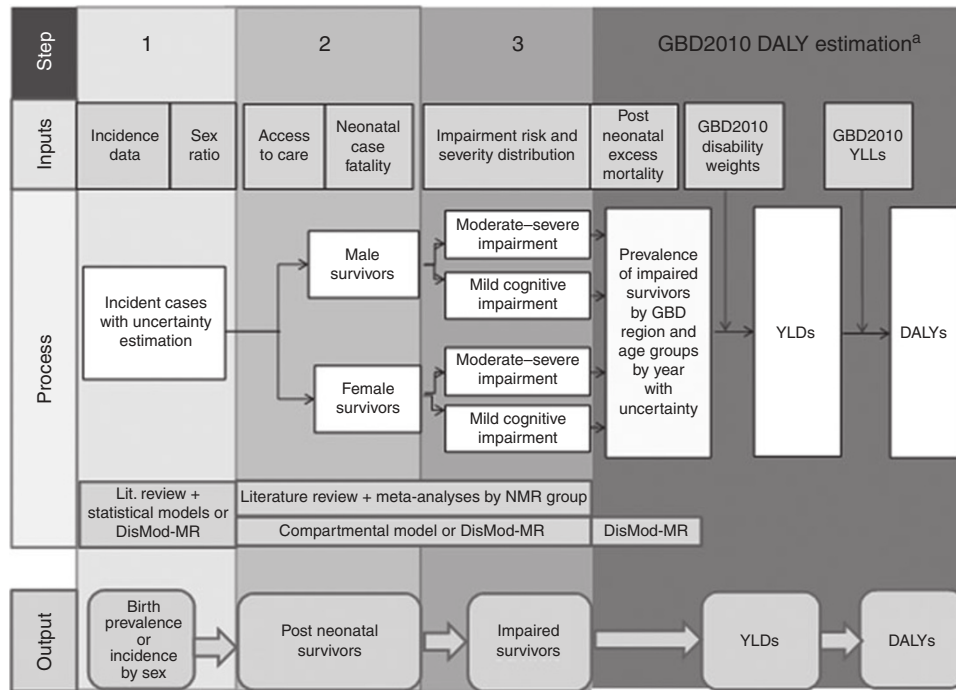 Step
1
2
3
GBD2010 DALY estimationᵃ
Inputs
Incidence
data
Sex
ratio
Access
to care
Neonatal
case
fatality
Impairment risk and
severity distribution
Post
neonatal
excess
mortality
GBD2010
disability
weights
GBD2010
YLLs
Process
Incident cases
with uncertainty
estimation
Male
survivors
Female
survivors
Moderate–severe
impairment
Mild cognitive
impairment
Moderate–severe
impairment
Mild cognitive
impairment
Prevalence
of impaired
survivors
by GBD
region and
age groups
by year
with
uncertainty
YLDs
DALYs
Lit. review +
statistical models or
DisMod-MR
Literature review + meta-analyses by NMR group
Compartmental model or DisMod-MR
DisMod-MR
Output
Birth
prevalence
or
incidence
by sex
Post neonatal
survivors
Impaired
survivors
YLDs
DALYs